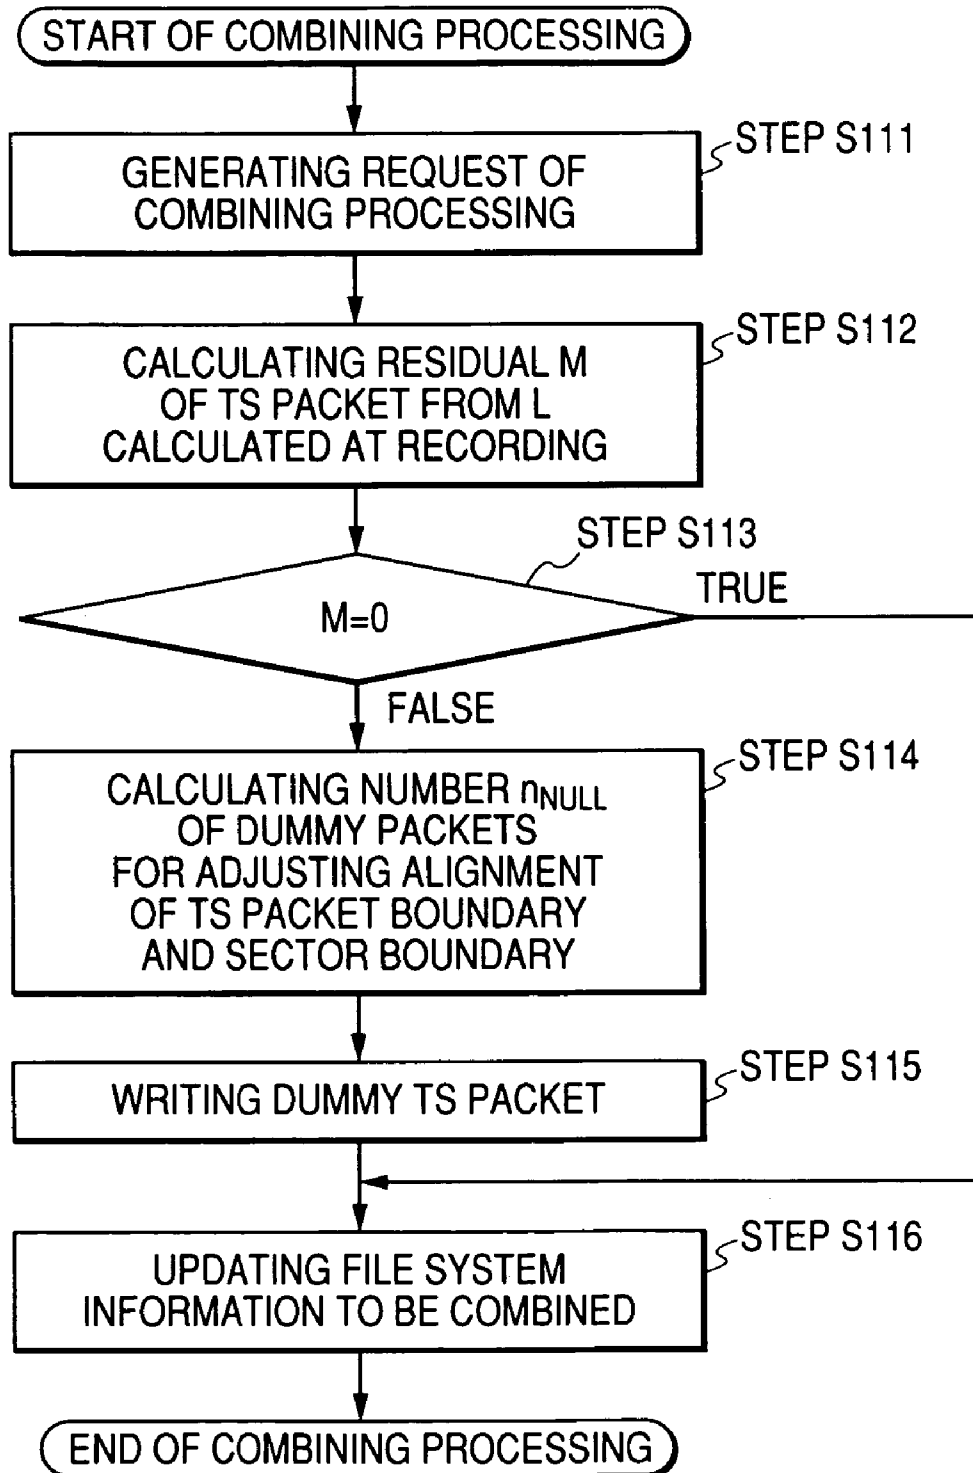 START OF COMBINING PROCESSING
STEP S111
GENERATING REQUEST OF
COMBINING PROCESSING
STEP S112
CALCULATING RESIDUAL M
OF TS PACKET FROM L
CALCULATED AT RECORDING
STEP S113
TRUE
M=0
FALSE
STEP S114
CALCULATING NUMBER nNULL
OF DUMMY PACKETS
FOR ADJUSTING ALIGNMENT
OF TS PACKET BOUNDARY
AND SECTOR BOUNDARY
STEP S115
WRITING DUMMY TS PACKET
STEP S116
UPDATING FILE SYSTEM
INFORMATION TO BE COMBINED
END OF COMBINING PROCESSING